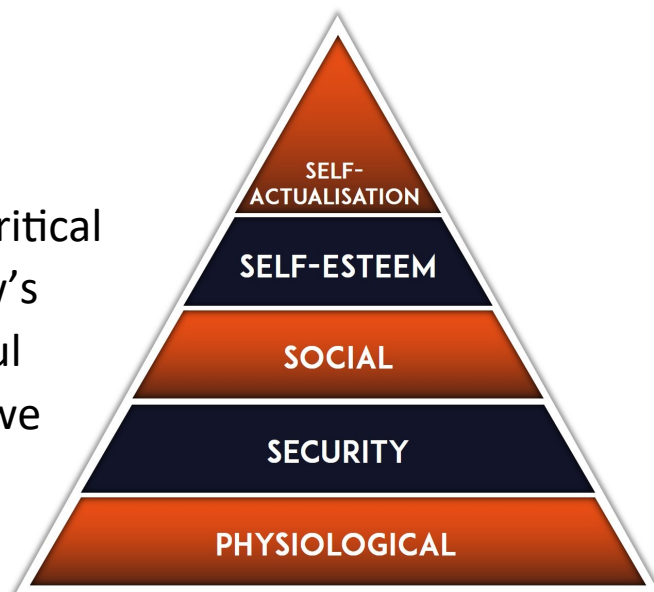 SELF-
ACTUALISATION
SELF-ESTEEM
SOCIAL
SECURITY
PHYSIOLOGICAL